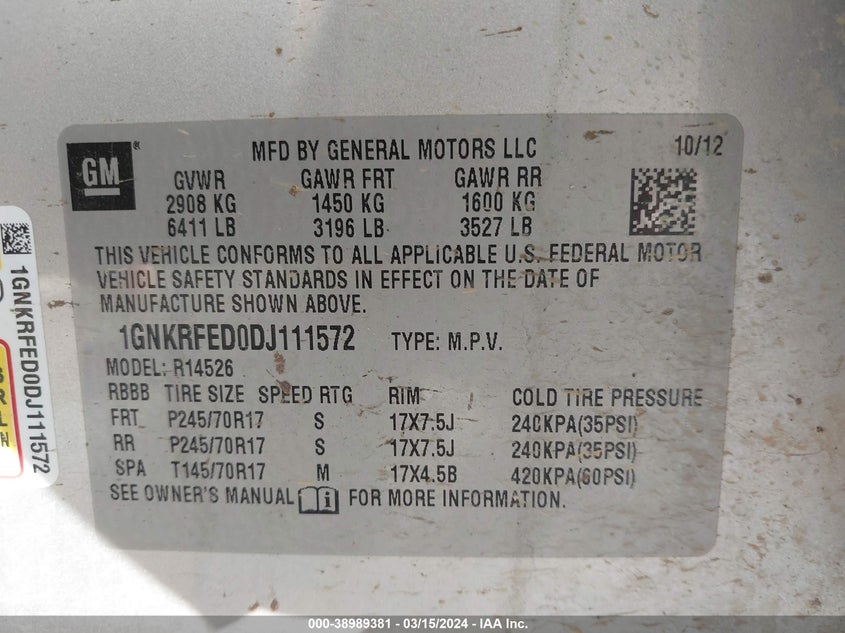 GM ®
MFD BY GENERAL MOTORS LLC 10/12
GVWR GAWR FRT GAWR RR
2908 KG 1450 KG 1600 KG
6411 LB 3196 LB 3527 LB
THIS VEHICLE CONFORMS TO ALL APPLICABLE U.S. FEDERAL MOTOR
VEHICLE SAFETY STANDARDS IN EFFECT ON THE DATE OF
MANUFACTURE SHOWN ABOVE.
1GNKRFED0DJ111572 TYPE: M.P.V.
MODEL: R14526
RBBB TIRE SIZE SPEED RTG RIM COLD TIRE PRESSURE
FRT P245/70R17 S 17X7.5J 240KPA(35PSI)
RR P245/70R17 S 17X7.5J 240KPA(35PSI)
SPA T145/70R17 M 17X4.5B 420KPA(60PSI)
SEE OWNER'S MANUAL i FOR MORE INFORMATION.
1GNKRFED0DJ111572
000-38989381 / 03/15/2024 - IAA Inc.